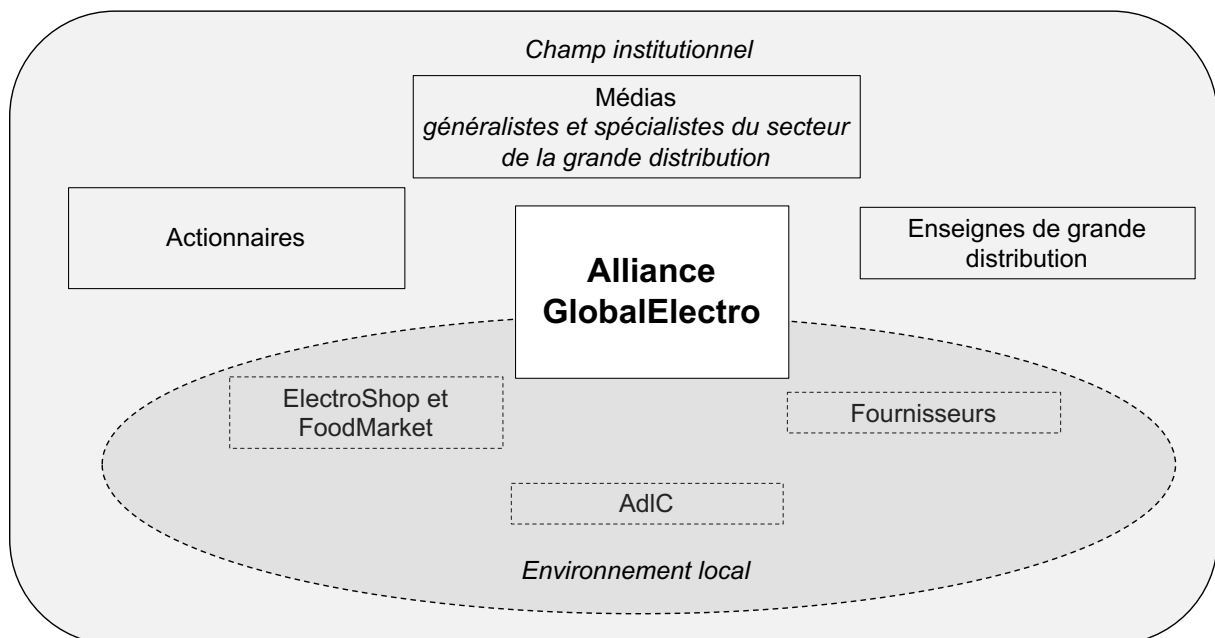 Champ institutionnel
Médias
généralistes et spécialistes du secteur
de la grande distribution
Actionnaires
Alliance
GlobalElectro
Enseignes de grande
distribution
ElectroShop et
FoodMarket
Fournisseurs
AdlC
Environnement local